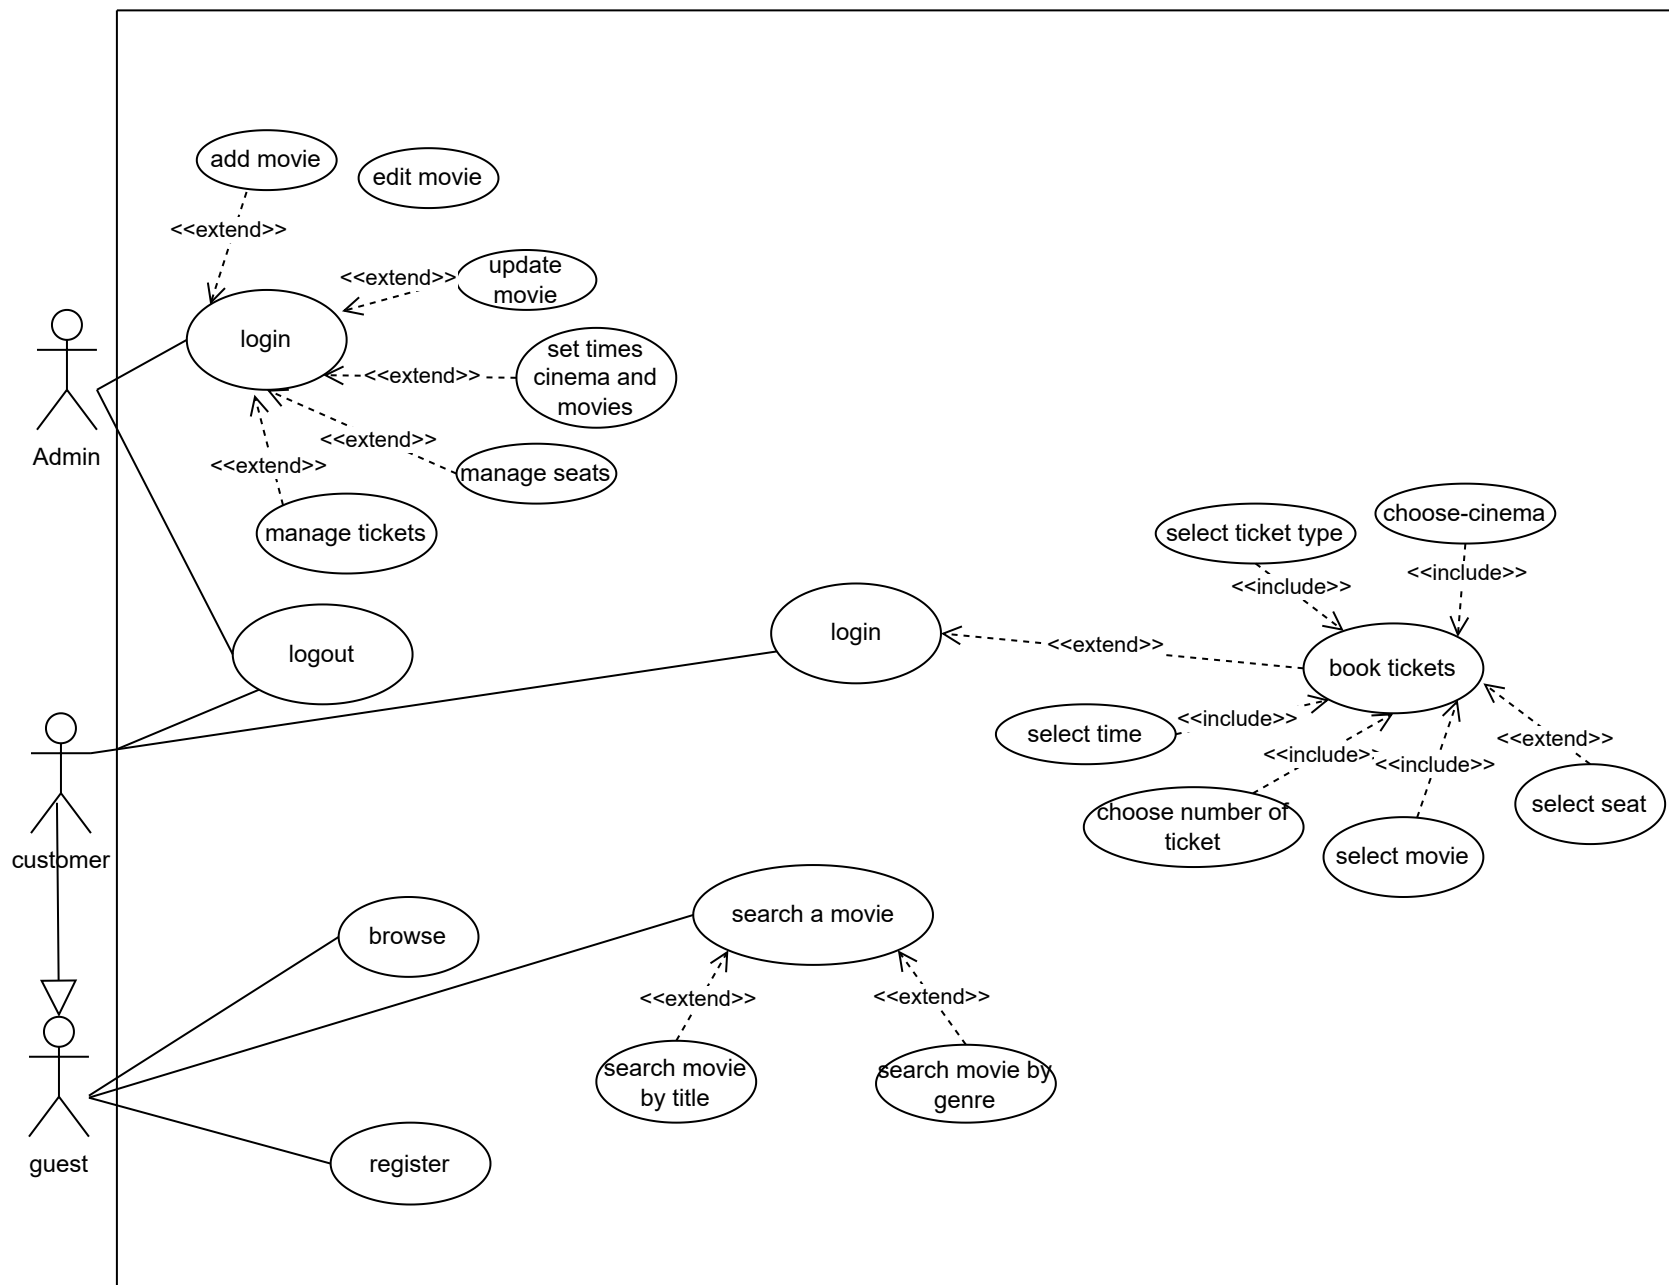 add movie
edit movie
<<extend>>
update
movie
<<extend>>
login
set times
cinema and
movies
<<extend>>
<<extend>>
manage seats
<<extend>>
manage tickets
Admin
logout
login
<<extend>>
select ticket type
choose-cinema
<<include>>
<<include>>
book tickets
select time
<<include>>
<<include>
<<include>>
<<extend>>
choose number of
ticket
select movie
select seat
customer
browse
search a movie
<<extend>>
<<extend>>
search movie
by title
search movie by
genre
guest
register